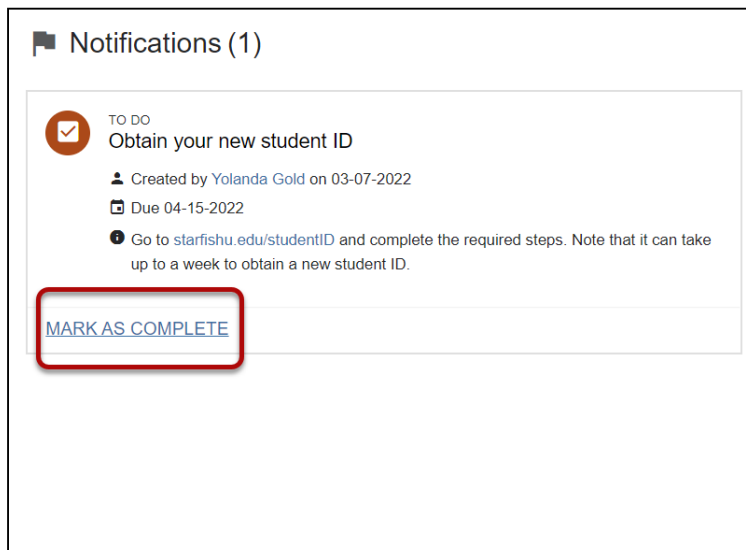 Notifications (1)
TO DO
Obtain your new student ID
Created by Yolanda Gold on 03-07-2022
Due 04-15-2022
Go to starfishu.edu/studentID and complete the required steps. Note that it can take
up to a week to obtain a new student ID.
MARK AS COMPLETE